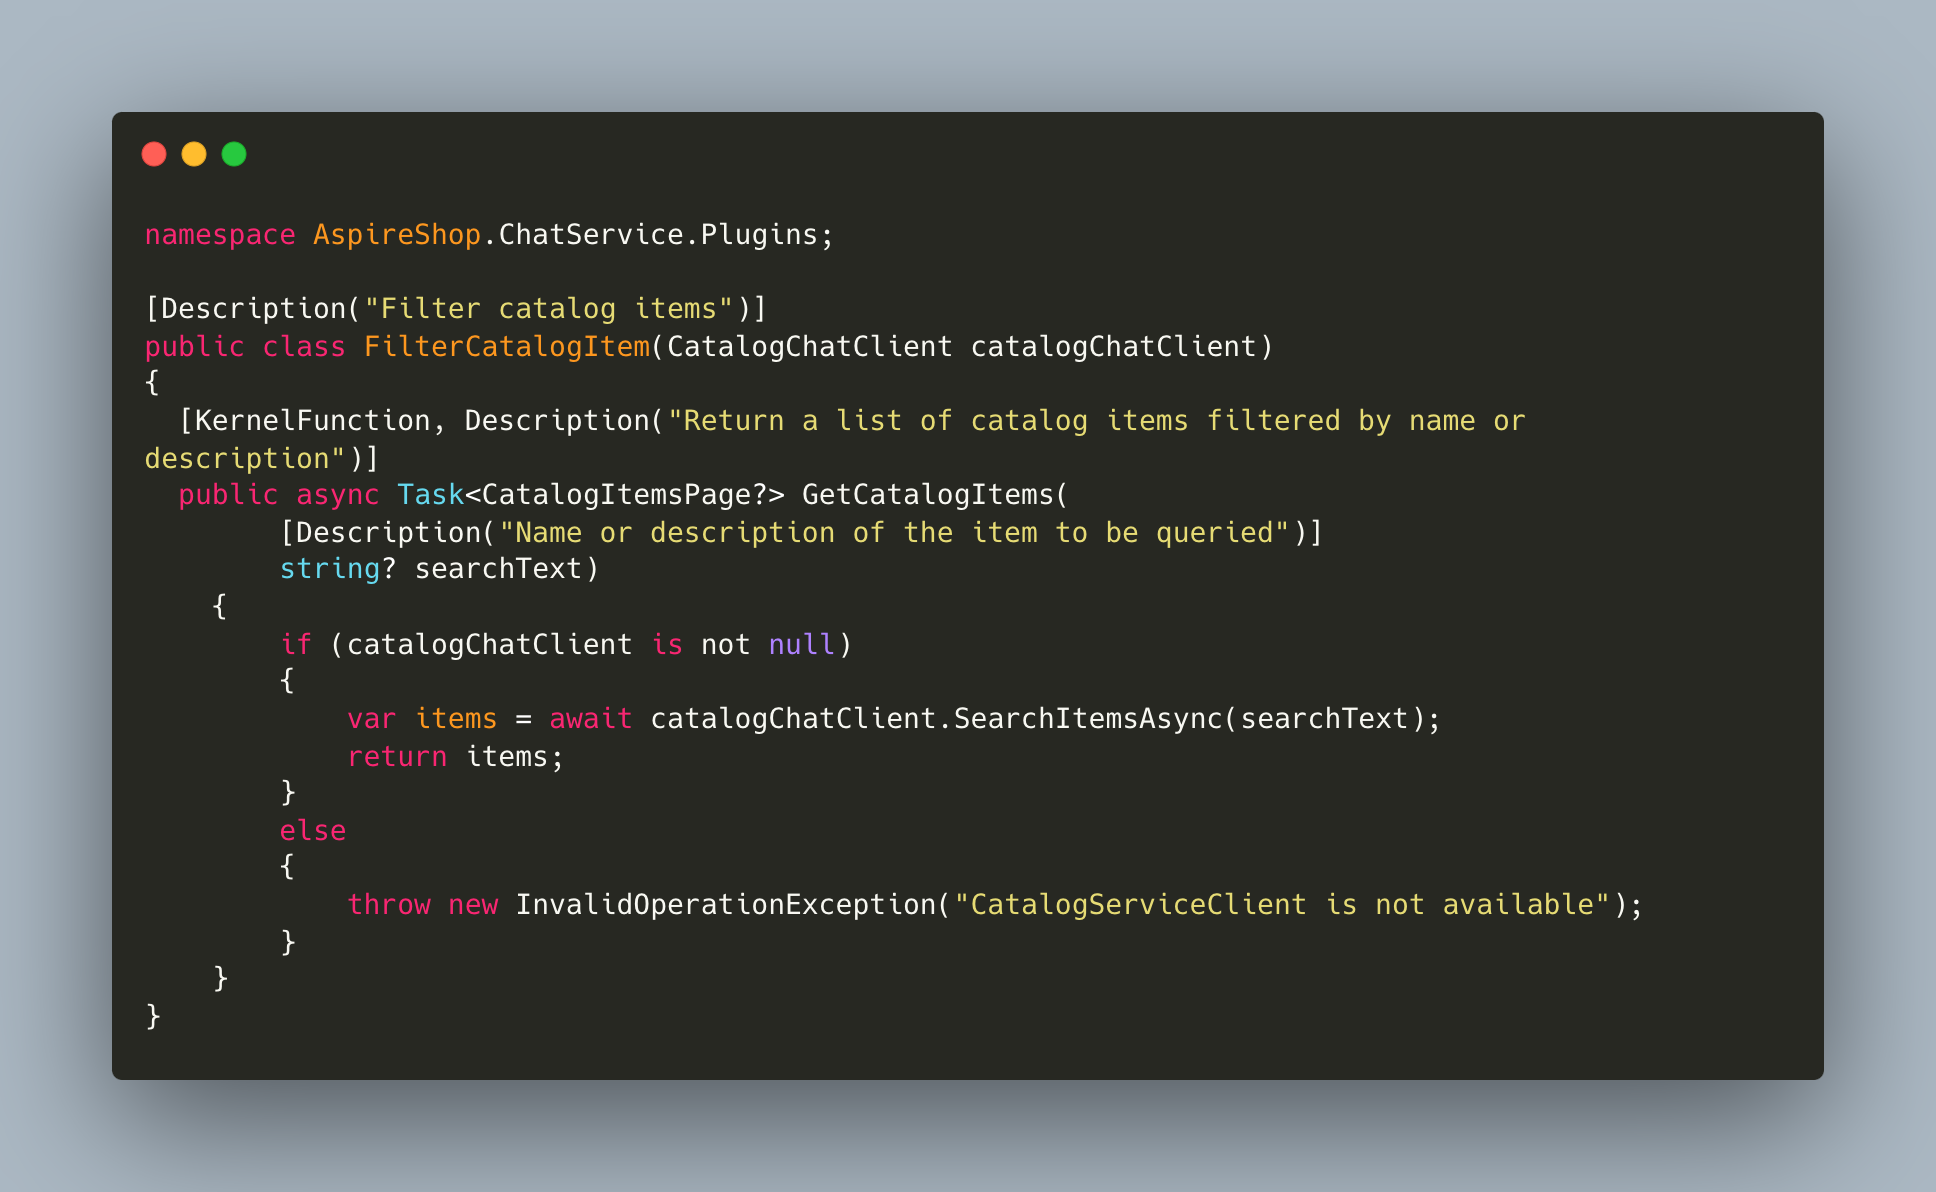 namespace AspireShop.ChatService.Plugins;

[Description("Filter catalog items")]
public class FilterCatalogItem(CatalogChatClient catalogChatClient)
{
  [KernelFunction, Description("Return a list of catalog items filtered by name or
description")]
  public async Task<CatalogItemsPage?> GetCatalogItems(
        [Description("Name or description of the item to be queried")]
        string? searchText)
    {
        if (catalogChatClient is not null)
        {
            var items = await catalogChatClient.SearchItemsAsync(searchText);
            return items;
        }
        else
        {
            throw new InvalidOperationException("CatalogServiceClient is not available");
        }
    }
}